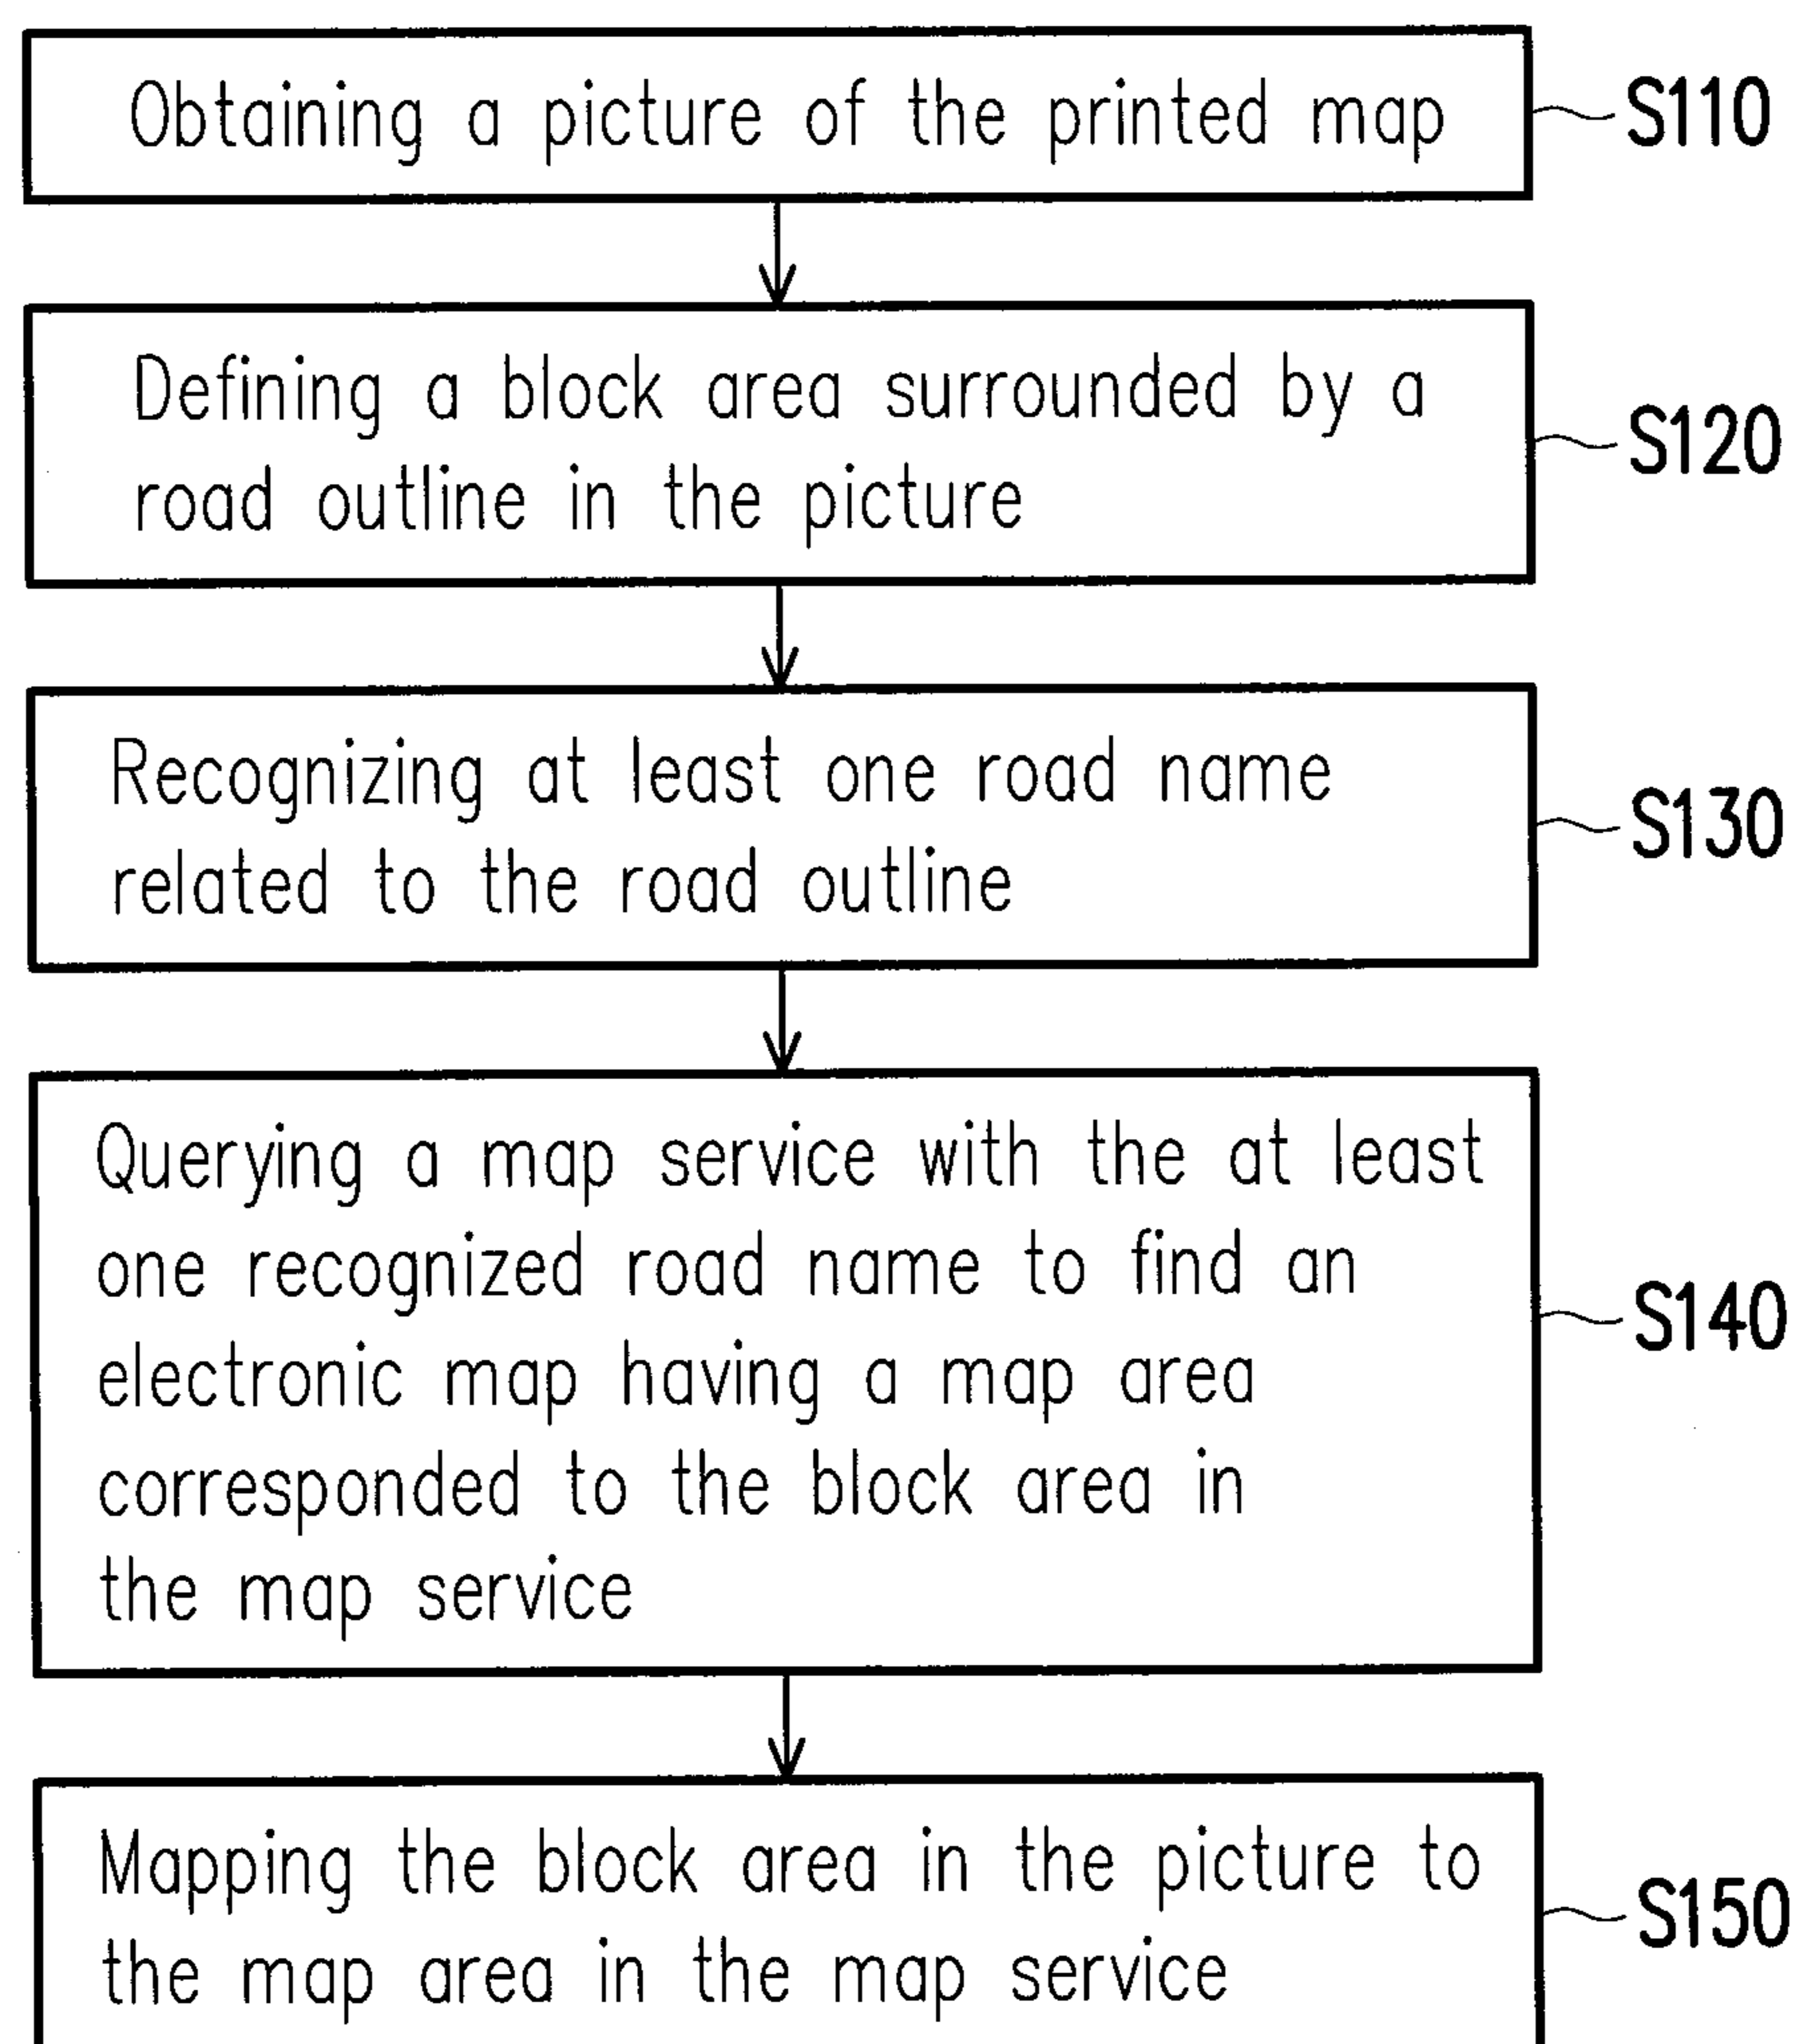 Obtaining a picture of the printed map
S110
Defining a block area surrounded by a
road outline in the picture
S120
Recognizing at least one road name
related to the road outline
S130
Querying a map service with the at least
one recognized road name to find an
electronic map having a map area
corresponded to the block area in
the map service
S140
Mapping the block area in the picture to
the map area in the map service
S150